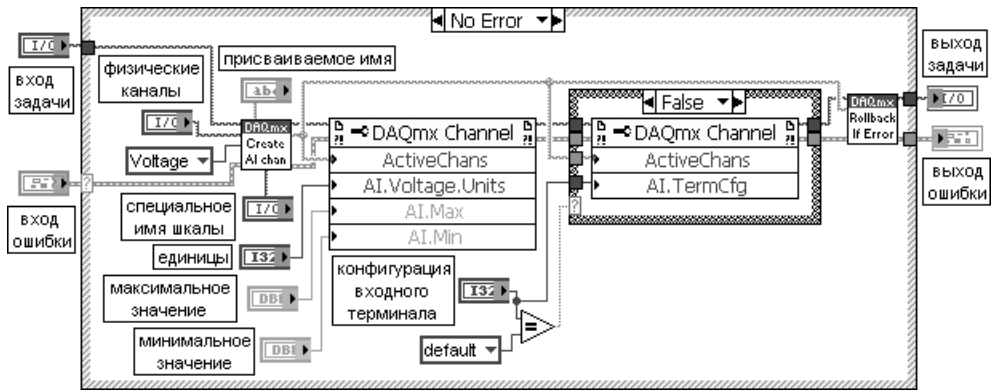 No Error
I/O
вход
задачи
физические
каналы
присваиваемое имя
abc
I/O
Voltage
DAQmx
Create
AI chan
DAQmx Channel
ActiveChans
AI.Voltage.Units
AI.Max
AI.Min
False
DAQmx Channel
ActiveChans
AI.TermCfg
?
DAQmx
Rollback
If Error
выход
задачи
I/O
выход
ошибки
?
вход
ошибки
специальное
имя шкалы
I/O
единицы
I32
максимальное
значение
DBL
минимальное
значение
DBL
конфигурация
входного
терминала
I32
default
=